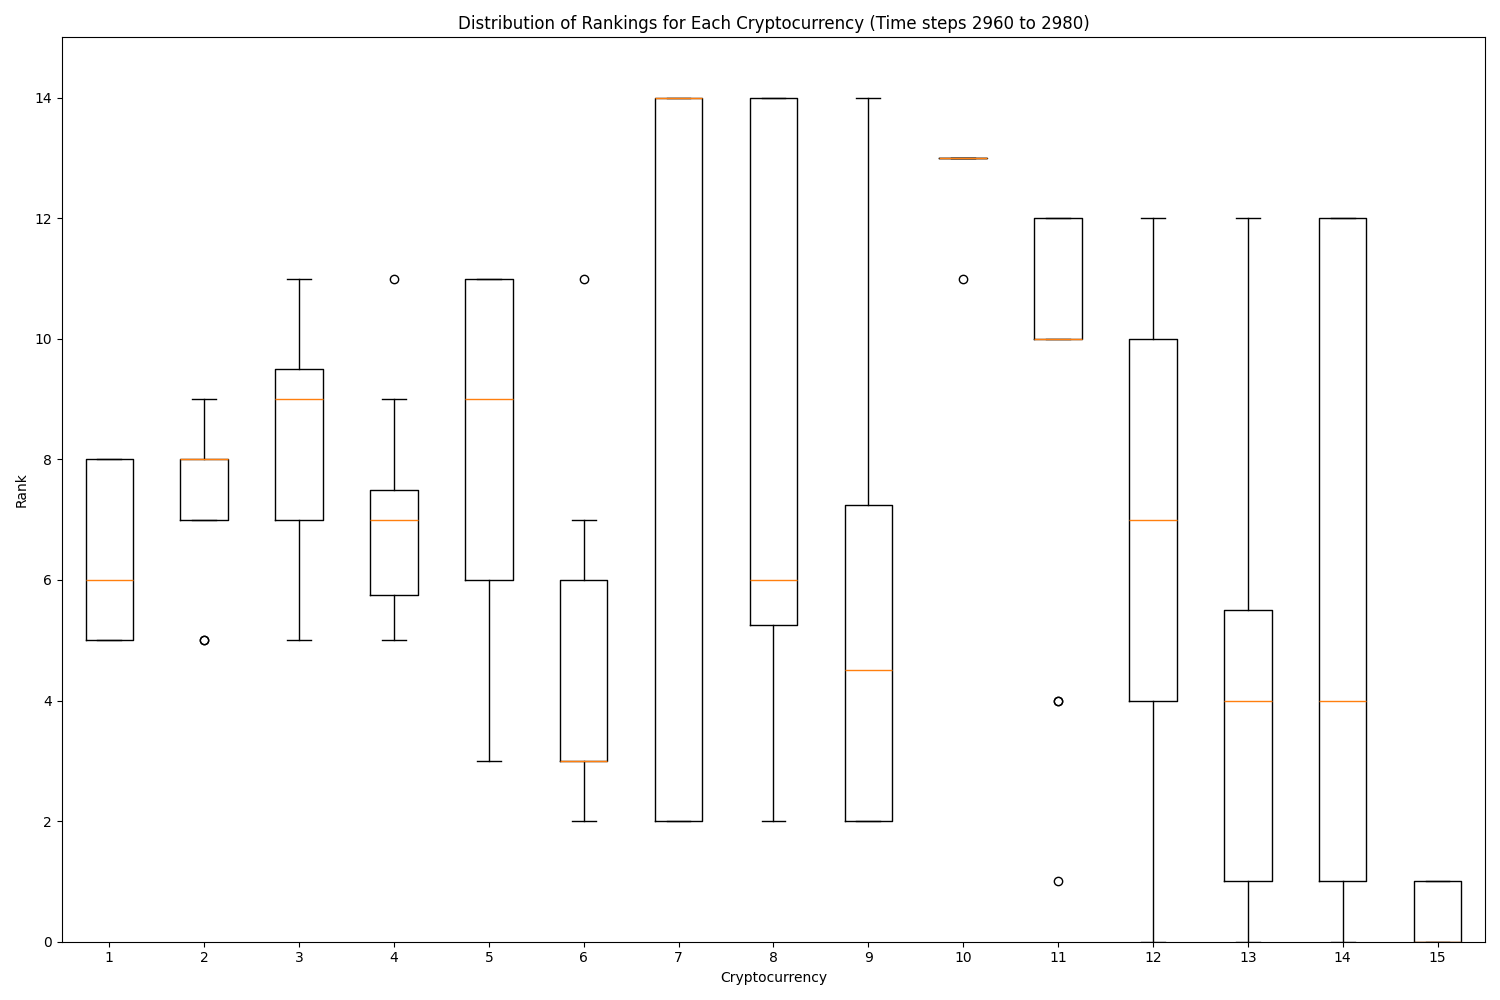 Distribution of Rankings for Each Cryptocurrency (Time steps 2960 to 2980)
14
12
10
8
6
4
2
0
Rank
1 2 3 4 5 6 7 8 9 10 11 12 13 14 15
Cryptocurrency